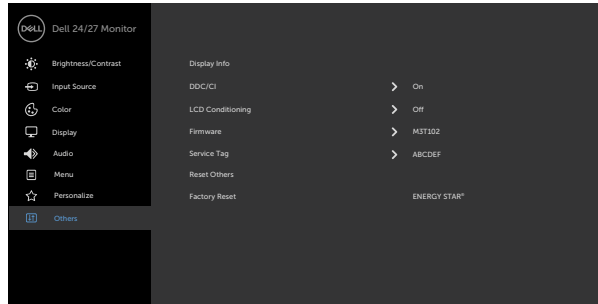 DELL Dell 24/27 Monitor
Brightness/Contrast Display Info
Input Source DDC/CI On
Color LCD Conditioning Off
Display Firmware M3T102
Audio Service Tag ABCDEF
Menu Reset Others
Personalize Factory Reset ENERGY STAR®
Others